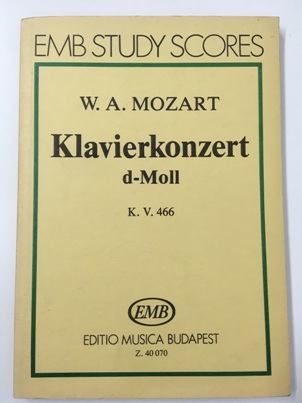 EMB STUDY SCORES
W. A. MOZART
Klavierkonzert
d-Moll
K. V. 466
EMB
EDITIO MUSICA BUDAPEST
Z. 40 070